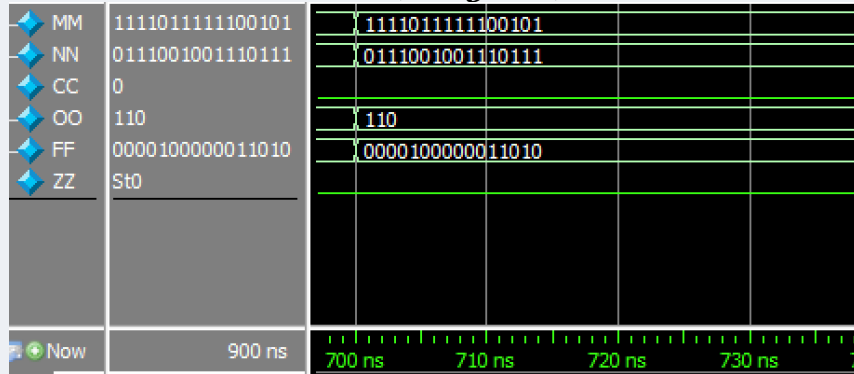 MM 1111011111100101 1111011111100101
NN 0111001001110111 0111001001110111
CC 0
OO 110 110
FF 0000100000011010 0000100000011010
ZZ St0
Now 900 ns 700 ns 710 ns 720 ns 730 ns